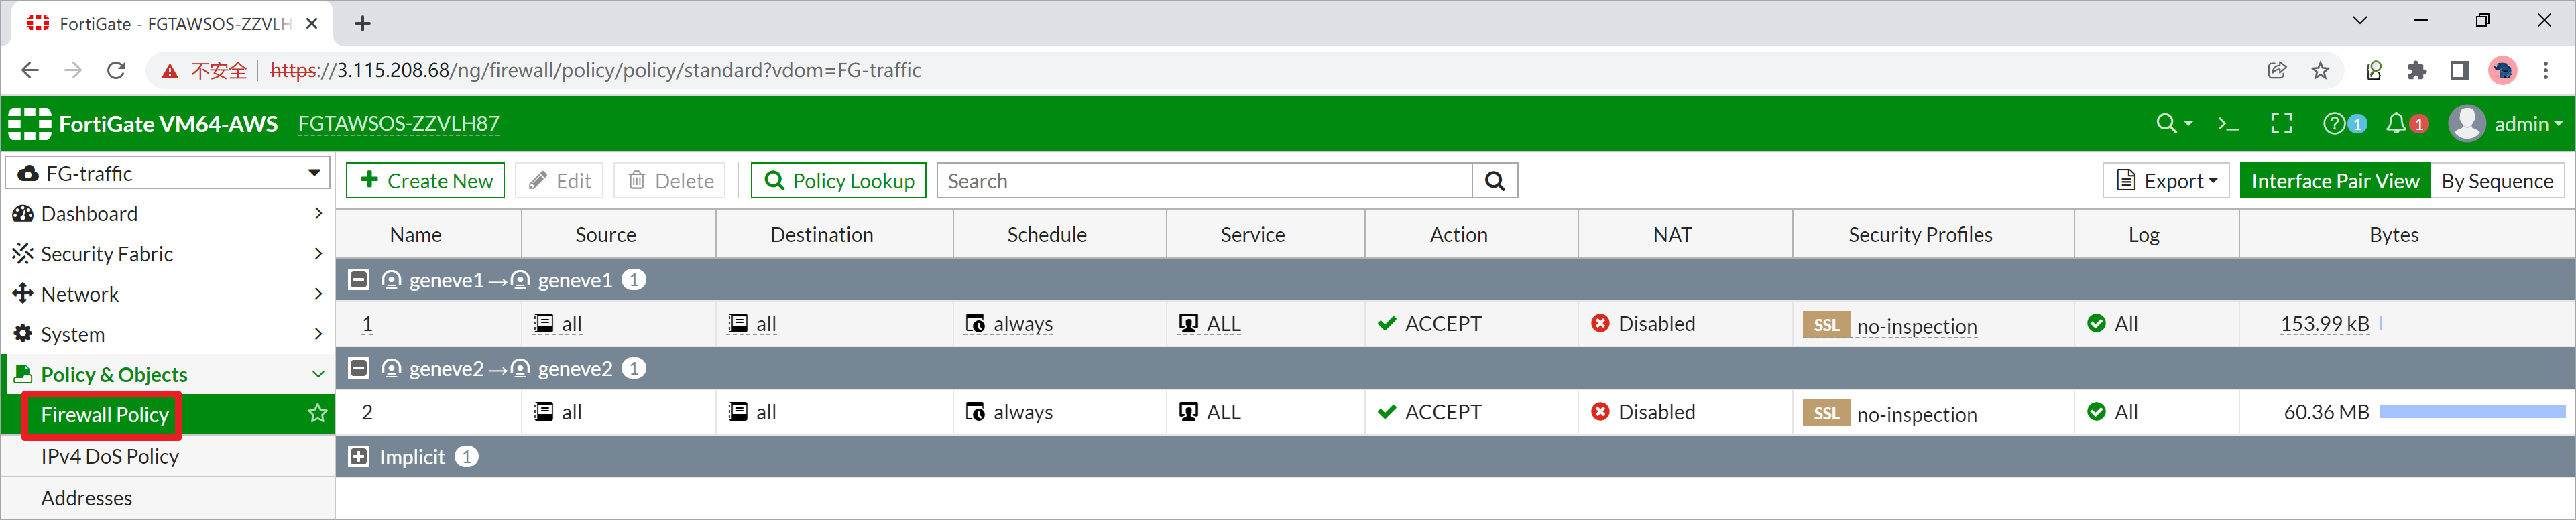 FortiGate - FGTAWSOS-ZZVLH
不安全 https://3.115.208.68/ng/firewall/policy/policy/standard?vdom=FG-traffic
FortiGate VM64-AWS FGTAWSOS-ZZVLH87 1 1 admin
FG-traffic
Create New Edit Delete Policy Lookup Search Export Interface Pair View By Sequence
Dashboard
Security Fabric
Network
System
Policy & Objects
Firewall Policy
IPv4 DoS Policy
Addresses
Name Source Destination Schedule Service Action NAT Security Profiles Log Bytes
geneve1→ geneve1 1
1 all all always ALL ACCEPT Disabled SSL no-inspection All 153.99 kB
geneve2→ geneve2 1
2 all all always ALL ACCEPT Disabled SSL no-inspection All 60.36 MB
Implicit 1